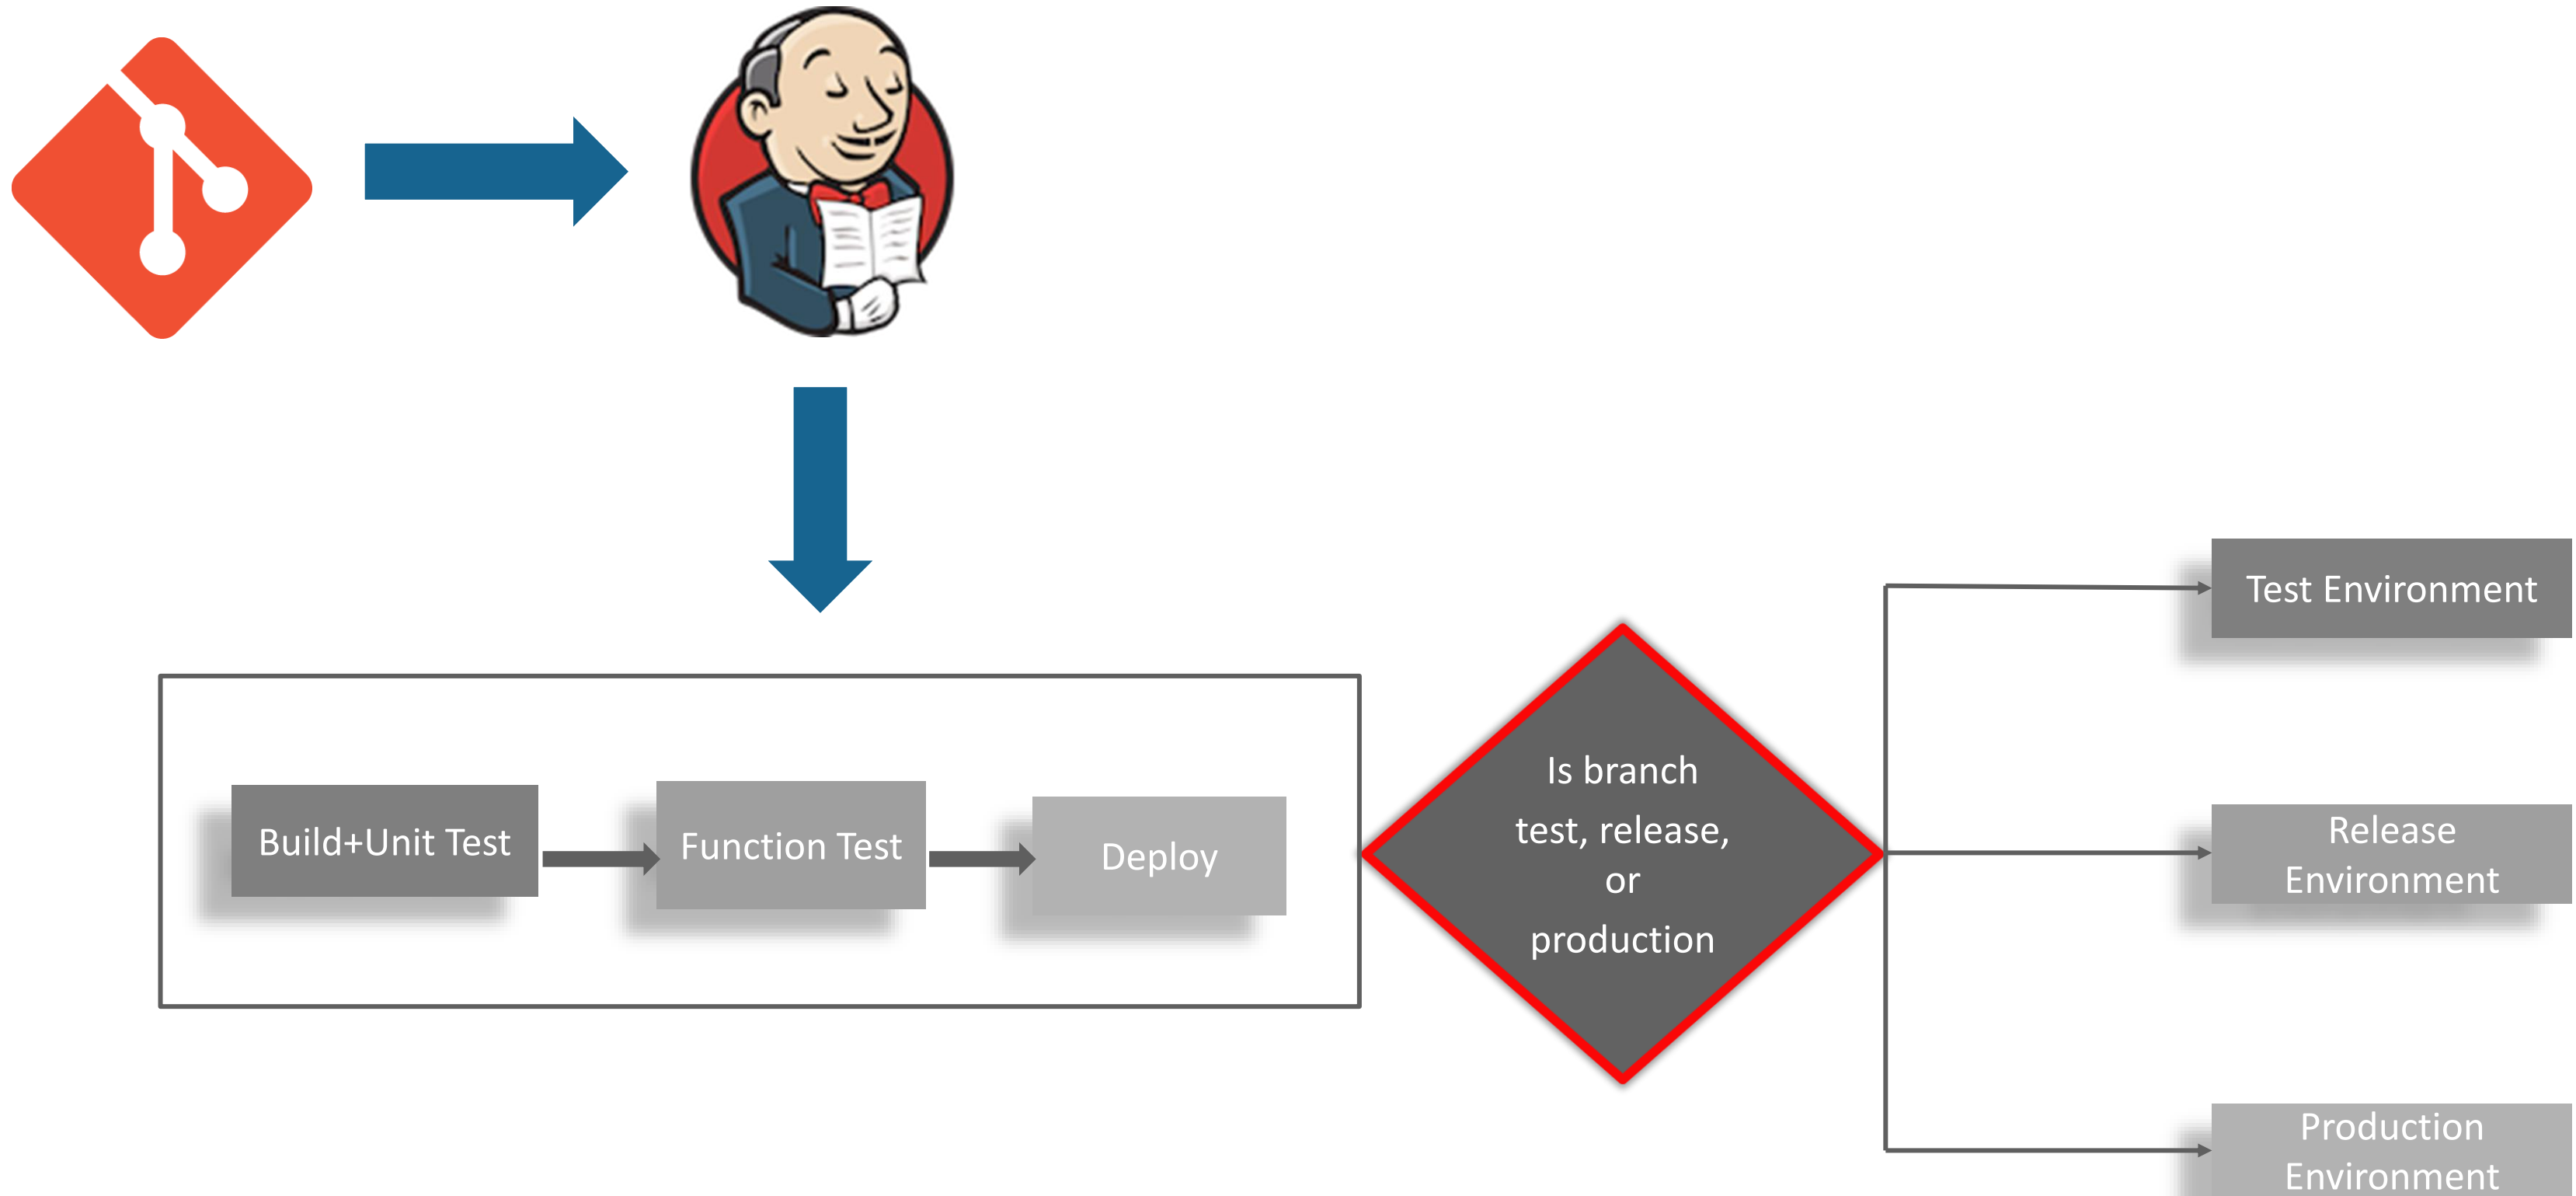 Test Environment
Is branch
test, release,
or
production
Build+Unit Test
Function Test
Deploy
Release
Environment
Production
Environment